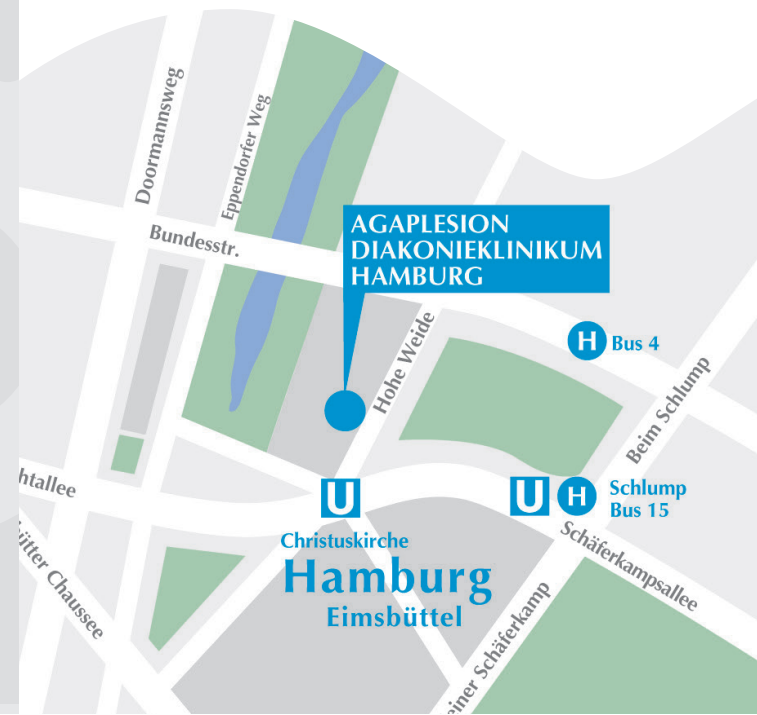 Doormannsweg
Eppendorfer Weg
Bundesstr.
AGAPLESION
DIAKONIEKLINIKUM
HAMBURG
Hohe Weide
H Bus 4
Beim Schlump
htallee
U
U H Schlump
Bus 15
Christuskirche
Hamburg
Eimsbüttel
Schäferkampsallee
ütter Chaussee
einer Schäferkamp